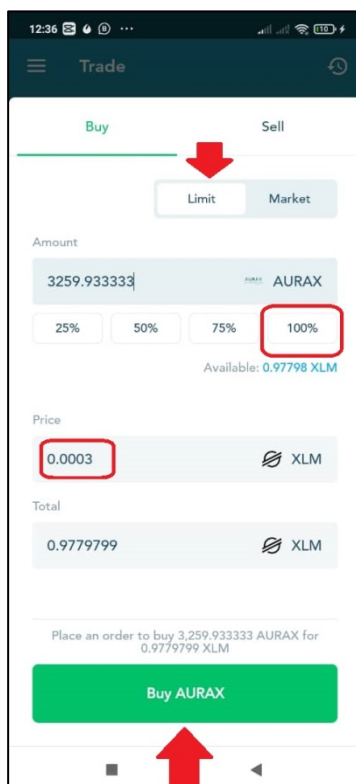 12:36
Trade
Buy Sell
Limit Market
Amount
3259.933333 AURAX
25% 50% 75% 100%
Available: 0.97798 XLM
Price
0.0003 XLM
Total
0.9779799 XLM
Place an order to buy 3,259.933333 AURAX for
0.9779799 XLM
Buy AURAX